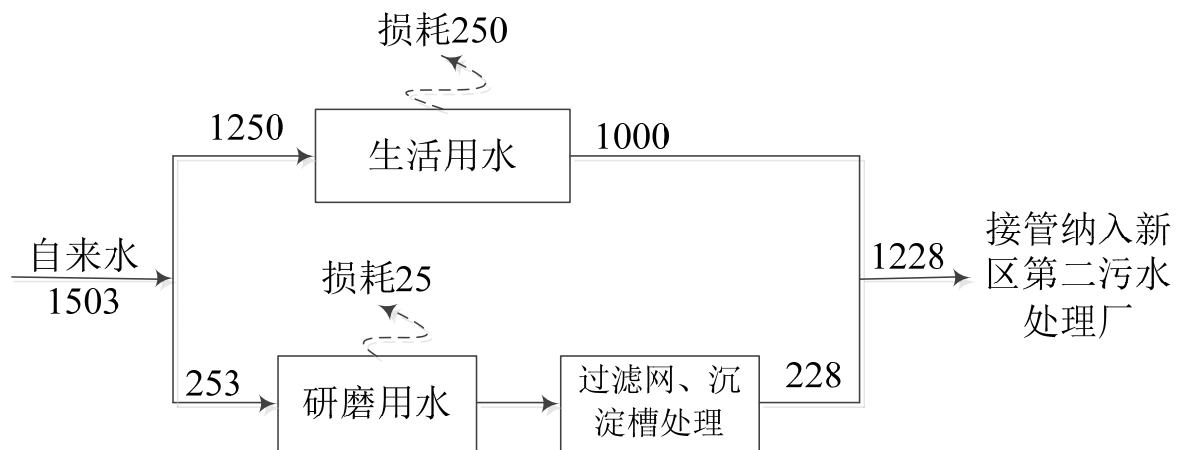 损耗250
1250
生活用水
1000
自来水
1503
损耗25
253
研磨用水
过滤网、沉
淀槽处理
228
1228
接管纳入新
区第二污水
处理厂